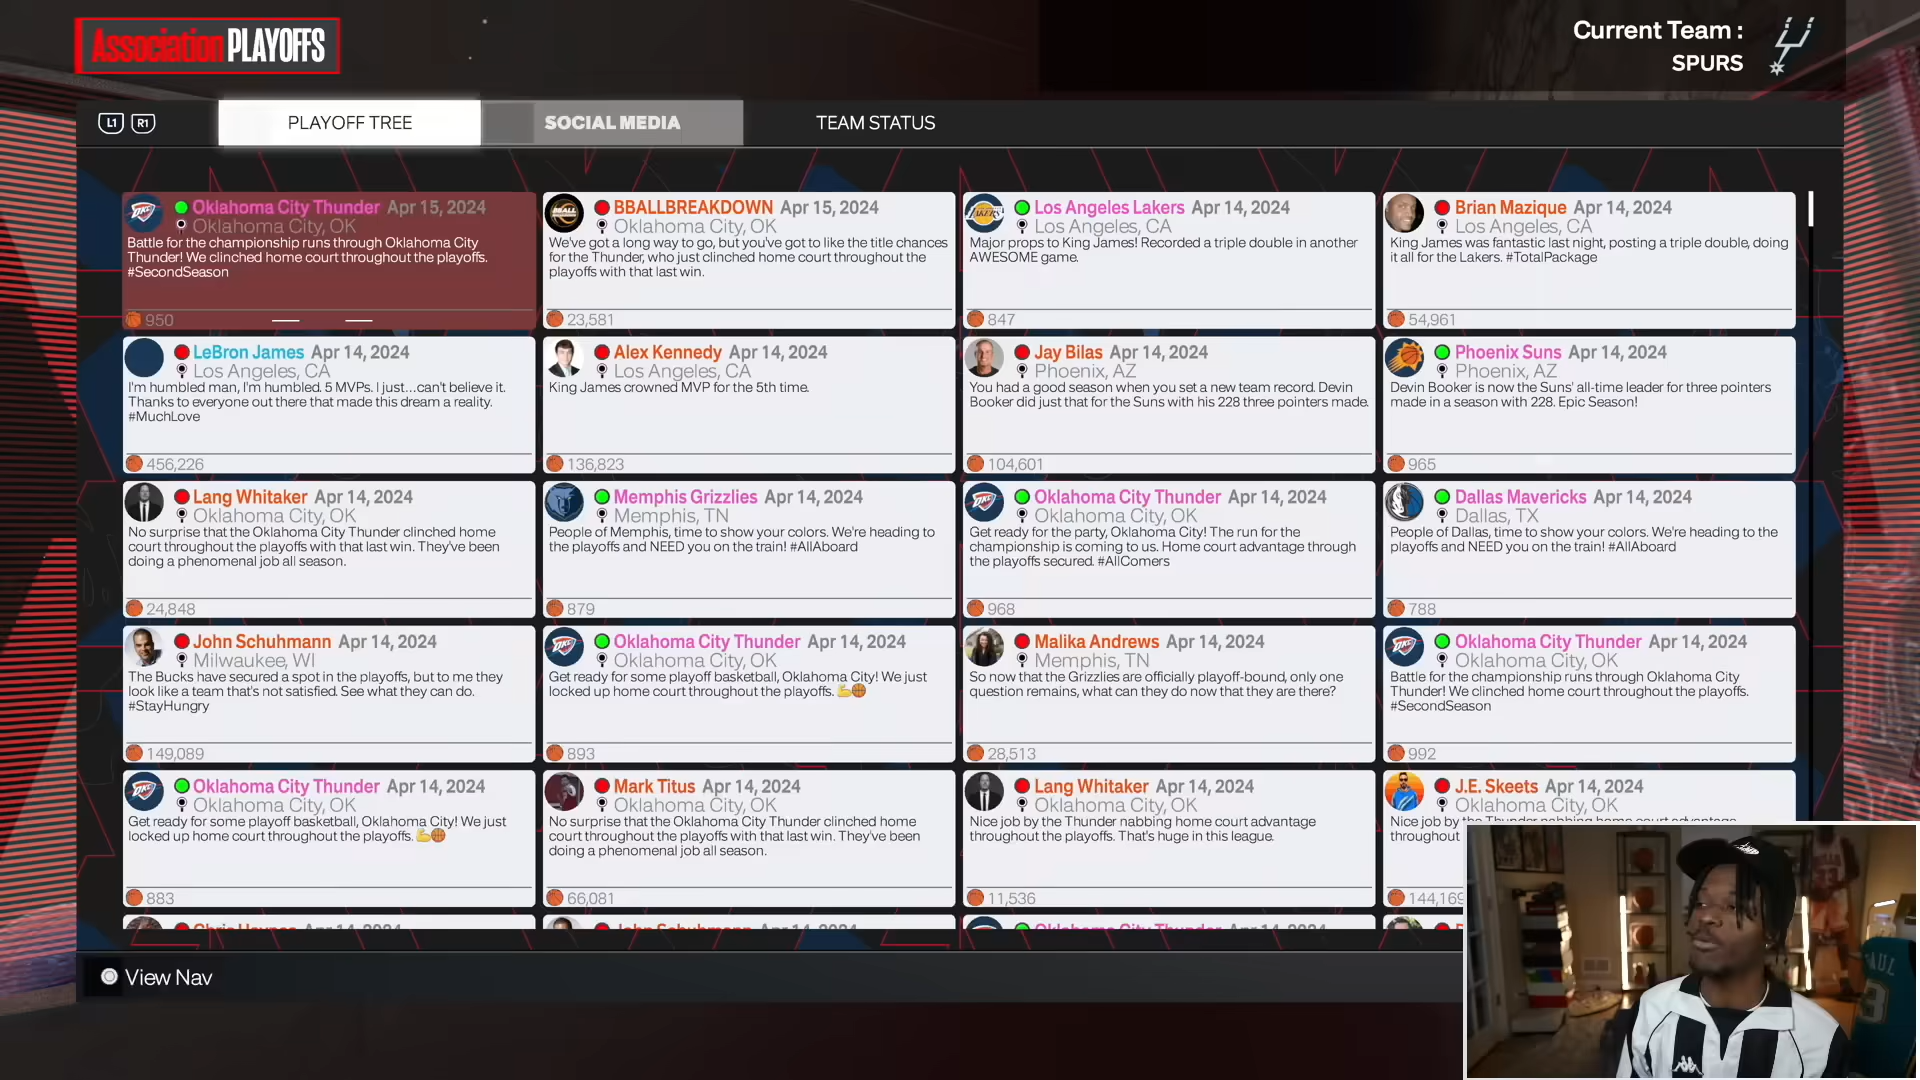 Association PLAYOFFS
Current Team :
SPURS
L1 R1
PLAYOFF TREE
SOCIAL MEDIA
TEAM STATUS
Oklahoma City Thunder Apr 15, 2024
Oklahoma City, OK
Battle for the championship runs through Oklahoma City
Thunder! We clinched home court throughout the playoffs.
#SecondSeason
950
BBALLBREAKDOWN Apr 15, 2024
Oklahoma City, OK
We've got a long way to go, but you've got to like the title chances
for the Thunder, who just clinched home court throughout the
playoffs with that last win.
23,581
Los Angeles Lakers Apr 14, 2024
Los Angeles, CA
Major props to King James! Recorded a triple double in another
AWESOME game.
847
Brian Mazique Apr 14, 2024
Los Angeles, CA
King James was fantastic last night, posting a triple double, doing
it all for the Lakers. #TotalPackage
54,961
LeBron James Apr 14, 2024
Los Angeles, CA
I'm humbled man, I'm humbled. 5 MVPs. I just...can't believe it.
Thanks to everyone out there that made this dream a reality.
#MuchLove
456,226
Alex Kennedy Apr 14, 2024
Los Angeles, CA
King James crowned MVP for the 5th time.
136,823
Jay Bilas Apr 14, 2024
Phoenix, AZ
You had a good season when you set a new team record. Devin
Booker did just that for the Suns with his 228 three pointers made.
104,601
Phoenix Suns Apr 14, 2024
Phoenix, AZ
Devin Booker is now the Suns' all-time leader for three pointers
made in a season with 228. Epic Season!
965
Lang Whitaker Apr 14, 2024
Oklahoma City, OK
No surprise that the Oklahoma City Thunder clinched home
court throughout the playoffs with that last win. They've been
doing a phenomenal job all season.
24,848
Memphis Grizzlies Apr 14, 2024
Memphis, TN
People of Memphis, time to show your colors. We're heading to
the playoffs and NEED you on the train! #AllAboard
879
Oklahoma City Thunder Apr 14, 2024
Oklahoma City, OK
Get ready for the party, Oklahoma City! The run for the
championship is coming to us. Home court advantage through
the playoffs secured. #AllComers
968
Dallas Mavericks Apr 14, 2024
Dallas, TX
People of Dallas, time to show your colors. We're heading to the
playoffs and NEED you on the train! #AllAboard
788
John Schuhmann Apr 14, 2024
Milwaukee, WI
The Bucks have secured a spot in the playoffs, but to me they
look like a team that's not satisfied. See what they can do.
#StayHungry
149,089
Oklahoma City Thunder Apr 14, 2024
Oklahoma City, OK
Get ready for some playoff basketball, Oklahoma City! We just
locked up home court throughout the playoffs. 💪🏀
893
Malika Andrews Apr 14, 2024
Memphis, TN
So now that the Grizzlies are officially playoff-bound, only one
question remains, what can they do now that they are there?
28,513
Oklahoma City Thunder Apr 14, 2024
Oklahoma City, OK
Battle for the championship runs through Oklahoma City
Thunder! We clinched home court throughout the playoffs.
#SecondSeason
992
Oklahoma City Thunder Apr 14, 2024
Oklahoma City, OK
Get ready for some playoff basketball, Oklahoma City! We just
locked up home court throughout the playoffs. 💪🏀
883
Mark Titus Apr 14, 2024
Oklahoma City, OK
No surprise that the Oklahoma City Thunder clinched home
court throughout the playoffs with that last win. They've been
doing a phenomenal job all season.
66,081
Lang Whitaker Apr 14, 2024
Oklahoma City, OK
Nice job by the Thunder nabbing home court advantage
throughout the playoffs. That's huge in this league.
11,536
J.E. Skeets Apr 14, 2024
Oklahoma City, OK
Nice job by the Thunder nabbing home court advantage
throughout
144,169
Chris Haynes Apr 14, 2024
John Schuhmann Apr 14, 2024
Oklahoma City Thunder Apr 14, 2024
View Nav
AUL
3